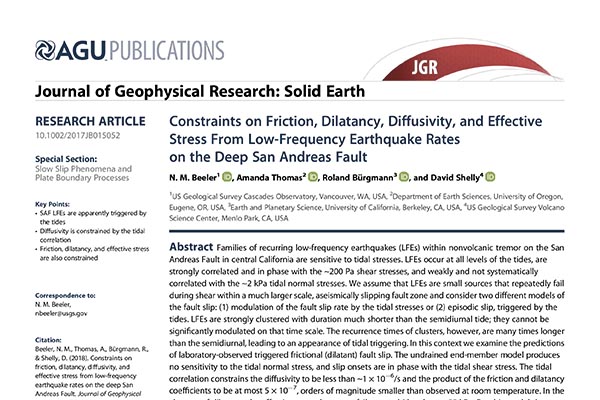 AGU PUBLICATIONS
JGR
Journal of Geophysical Research: Solid Earth
RESEARCH ARTICLE
10.1002/2017JB015052
Special Section:
Slow Slip Phenomena and
Plate Boundary Processes
Key Points:
• SAF LFEs are apparently triggered by
the tides
• Diffusivity is constrained by the tidal
correlation
• Friction, dilatancy, and effective stress
are also constrained
Correspondence to:
N. M. Beeler,
nbeeler@usgs.gov
Citation:
Beeler, N. M., Thomas, A., Bürgmann, R.,
& Shelly, D. (2018). Constraints on
friction, dilatancy, diffusivity, and
effective stress from low-frequency
earthquake rates on the deep San
Andreas Fault. Journal of Geophysical
Constraints on Friction, Dilatancy, Diffusivity, and Effective
Stress From Low-Frequency Earthquake Rates
on the Deep San Andreas Fault
N. M. Beeler¹, Amanda Thomas², Roland Bürgmann³, and David Shelly⁴
¹US Geological Survey Cascades Observatory, Vancouver, WA, USA, ²Department of Earth Sciences, University of Oregon,
Eugene, OR, USA, ³Earth and Planetary Science, University of California, Berkeley, CA, USA, ⁴US Geological Survey Volcano
Science Center, Menlo Park, CA, USA
Abstract Families of recurring low-frequency earthquakes (LFEs) within nonvolcanic tremor on the San
Andreas Fault in central California are sensitive to tidal stresses. LFEs occur at all levels of the tides, are
strongly correlated and in phase with the ~200 Pa shear stresses, and weakly and not systematically
correlated with the ~2 kPa tidal normal stresses. We assume that LFEs are small sources that repeatedly fail
during shear within a much larger scale, aseismically slipping fault zone and consider two different models of
the fault slip: (1) modulation of the fault slip rate by the tidal stresses or (2) episodic slip, triggered by the
tides. LFEs are strongly clustered with duration much shorter than the semidiurnal tide; they cannot be
significantly modulated on that time scale. The recurrence times of clusters, however, are many times longer
than the semidiurnal, leading to an appearance of tidal triggering. In this context we examine the predictions
of laboratory-observed triggered frictional (dilatant) fault slip. The undrained end-member model produces
no sensitivity to the tidal normal stress, and slip onsets are in phase with the tidal shear stress. The tidal
correlation constrains the diffusivity to be less than ~1 × 10⁻⁶/s and the product of the friction and dilatancy
coefficients to be at most 5 × 10⁻⁷, orders of magnitude smaller than observed at room temperature. In the